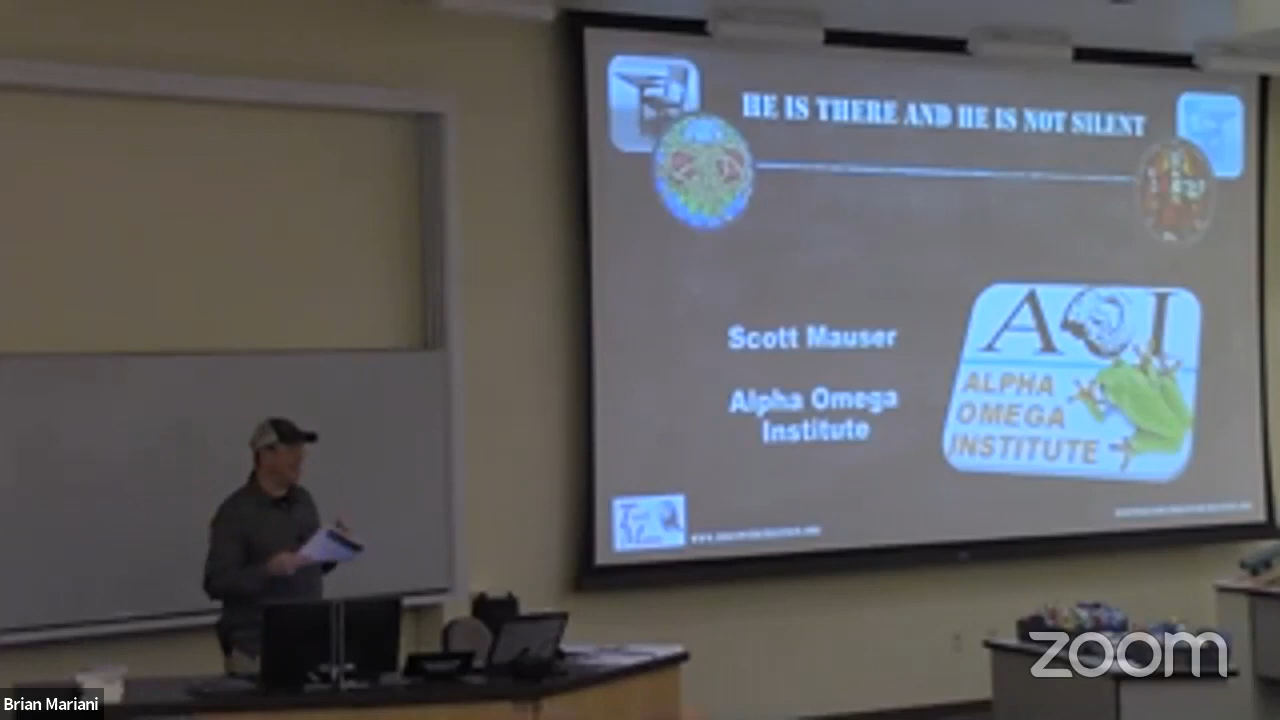 HE IS THERE AND HE IS NOT SILENT
Scott Mauser
Alpha Omega
Institute
AOI
ALPHA
OMEGA
INSTITUTE
zoom
Brian Mariani